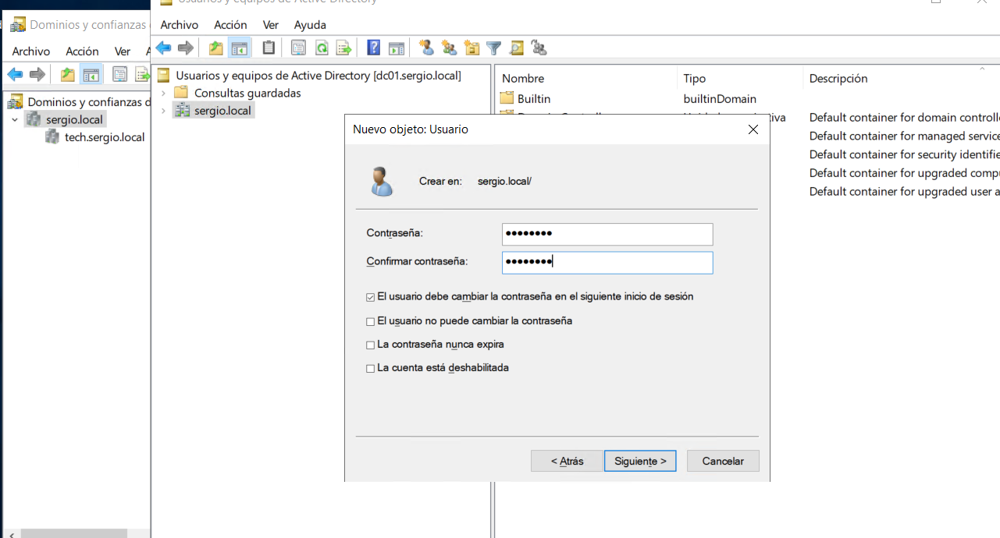 Usuarios y equipos de Active Directory
Dominios y confianzas
Archivo Acción Ver Ayuda
Archivo Acción Ver A
Usuarios y equipos de Active Directory [dc01.sergio.local]
Consultas guardadas
sergio.local
Dominios y confianzas d
sergio.local
tech.sergio.local
Nombre Tipo Descripción
Builtin builtinDomain
Default container for domain controlle
Default container for managed service
Default container for security identifie
Default container for upgraded compu
Default container for upgraded user a
Nuevo objeto: Usuario
Crear en: sergio.local/
Contraseña: ●●●●●●●●
Confirmar contraseña: ●●●●●●●●
El usuario debe cambiar la contraseña en el siguiente inicio de sesión
El usuario no puede cambiar la contraseña
La contraseña nunca expira
La cuenta está deshabilitada
< Atrás Siguiente > Cancelar